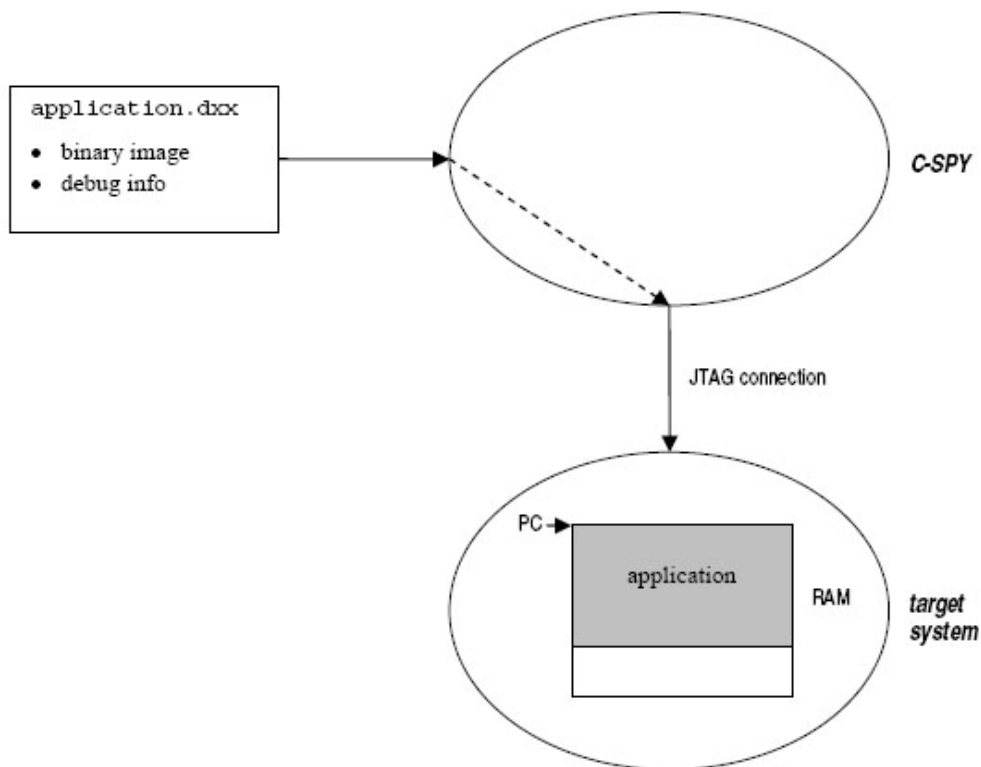 application.dxx
• binary image
• debug info
C-SPY
JTAG connection
PC
application
RAM
target
system